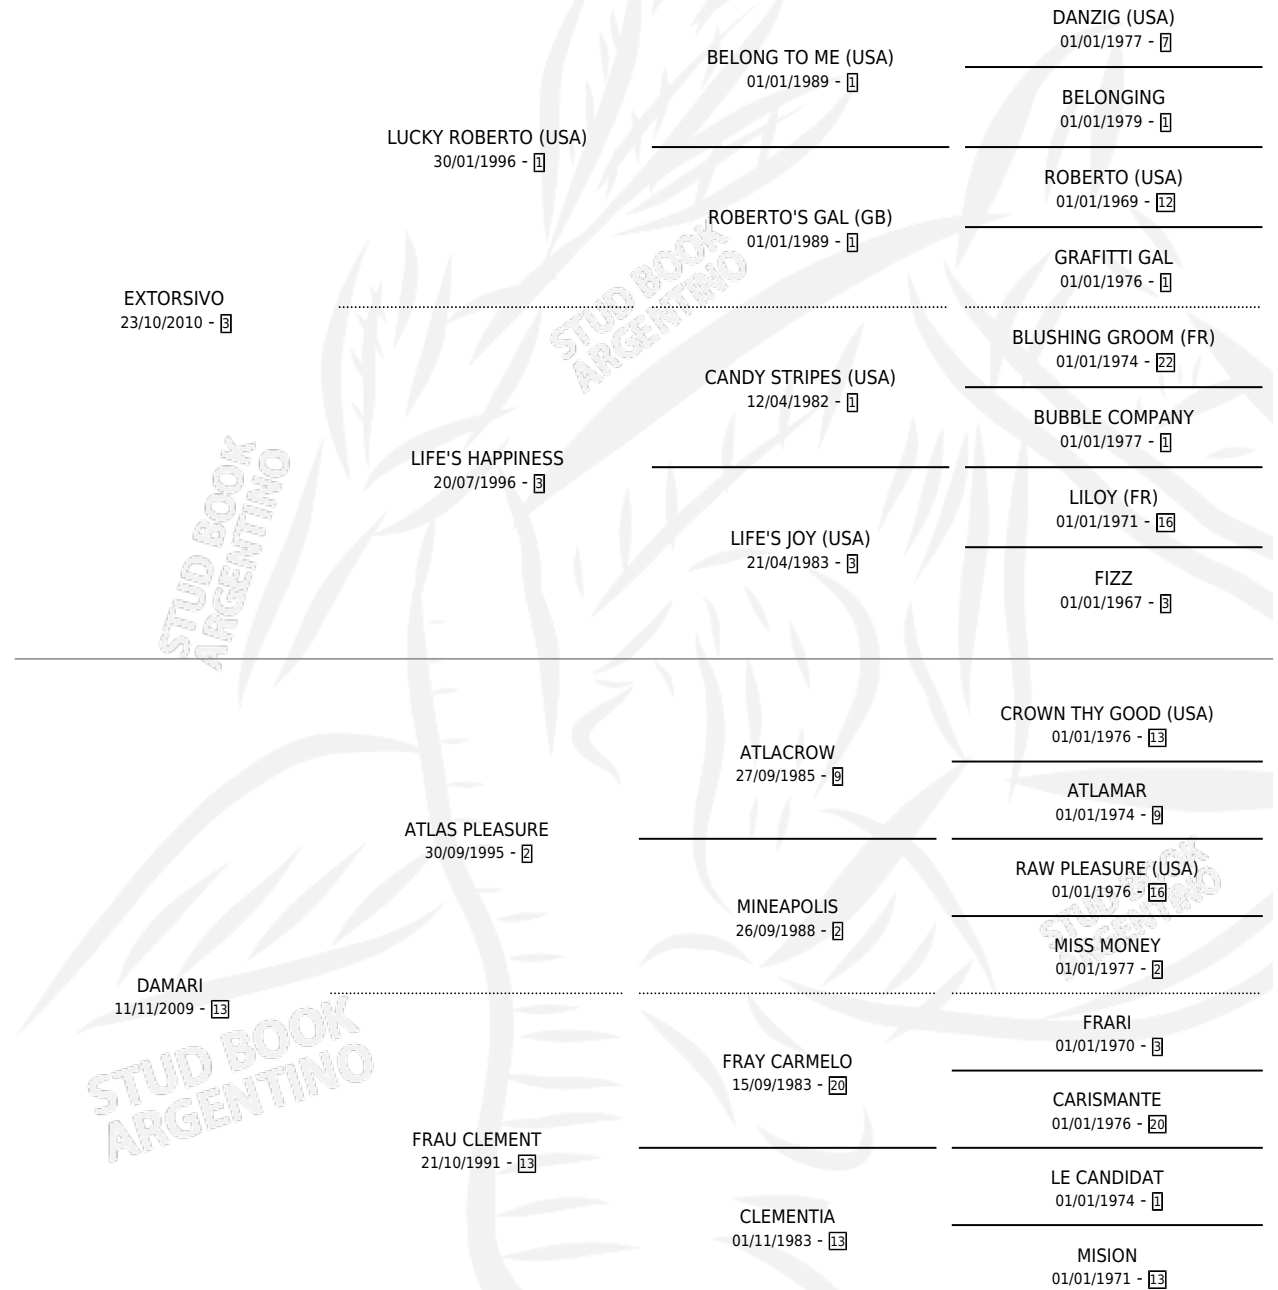 DANZIG (USA)
01/01/1977 - 7
BELONG TO ME (USA)
01/01/1989 - 1
BELONGING
01/01/1979 - 1
LUCKY ROBERTO (USA)
30/01/1996 - 1
ROBERTO (USA)
01/01/1969 - 12
ROBERTO'S GAL (GB)
01/01/1989 - 1
GRAFITTI GAL
01/01/1976 - 1
EXTORSIVO
23/10/2010 - 3
BLUSHING GROOM (FR)
01/01/1974 - 22
CANDY STRIPES (USA)
12/04/1982 - 1
BUBBLE COMPANY
01/01/1977 - 1
LIFE'S HAPPINESS
20/07/1996 - 3
LILOY (FR)
01/01/1971 - 16
LIFE'S JOY (USA)
21/04/1983 - 3
FIZZ
01/01/1967 - 3
STUD BOOK
ARGENTINO
STUD BOOK
ARGENTINO
CROWN THY GOOD (USA)
01/01/1976 - 13
ATLACROW
27/09/1985 - 9
ATLAMAR
01/01/1974 - 9
ATLAS PLEASURE
30/09/1995 - 2
RAW PLEASURE (USA)
01/01/1976 - 16
MINEAPOLIS
26/09/1988 - 2
MISS MONEY
01/01/1977 - 2
DAMARI
11/11/2009 - 13
FRARI
01/01/1970 - 3
FRAY CARMELO
15/09/1983 - 20
CARISMANTE
01/01/1976 - 20
FRAU CLEMENT
21/10/1991 - 13
LE CANDIDAT
01/01/1974 - 1
CLEMENTIA
01/11/1983 - 13
MISION
01/01/1971 - 13
STUD BOOK
ARGENTINO
STUD BOOK
ARGENTINO